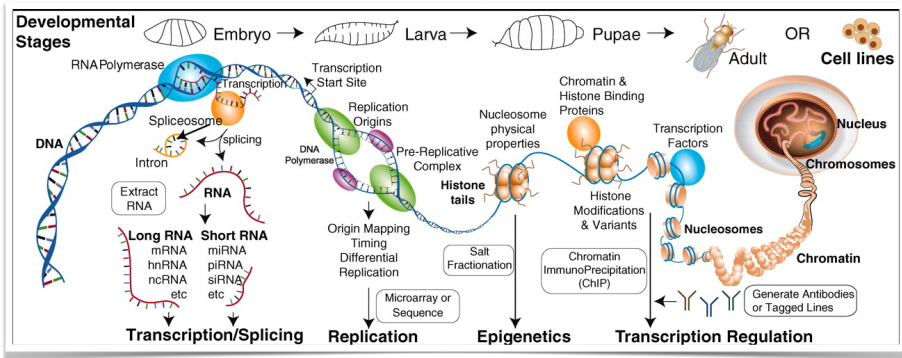 Developmental
Stages
Embryo
Larva
Pupae
Adult
OR
Cell lines
RNA Polymerase
Transcription
Spliceosome
splicing
Intron
DNA
Extract
RNA
RNA
Long RNA
mRNA
hnRNA
ncRNA
etc
Short RNA
miRNA
piRNA
siRNA
etc
Transcription/Splicing
Transcription
Start Site
Replication
Origins
DNA
Polymerase
Pre-Replicative
Complex
Origin Mapping
Timing
Differential
Replication
Microarray or
Sequence
Replication
Nucleosome
physical
properties
Histone
tails
Salt
Fractionation
Epigenetics
Chromatin &
Histone Binding
Proteins
Histone
Modifications
& Variants
Chromatin
ImmunoPrecipitation
(ChIP)
Transcription
Factors
Nucleosomes
Nucleus
Chromosomes
Chromatin
Generate Antibodies
or Tagged Lines
Transcription Regulation